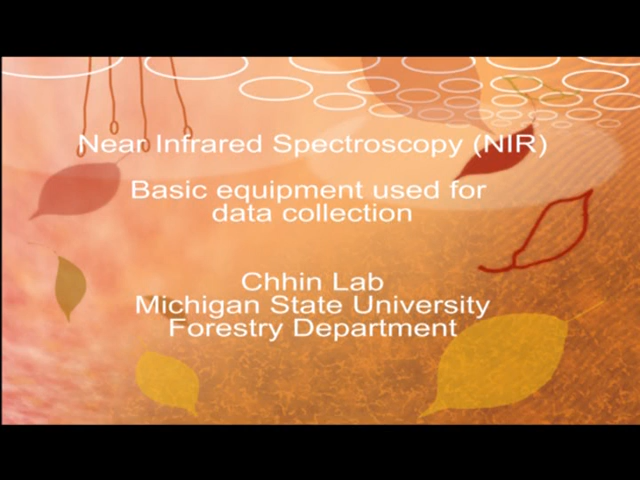 Near Infrared Spectroscopy (NIR)
Basic equipment used for
data collection
Chhin Lab
Michigan State University
Forestry Department